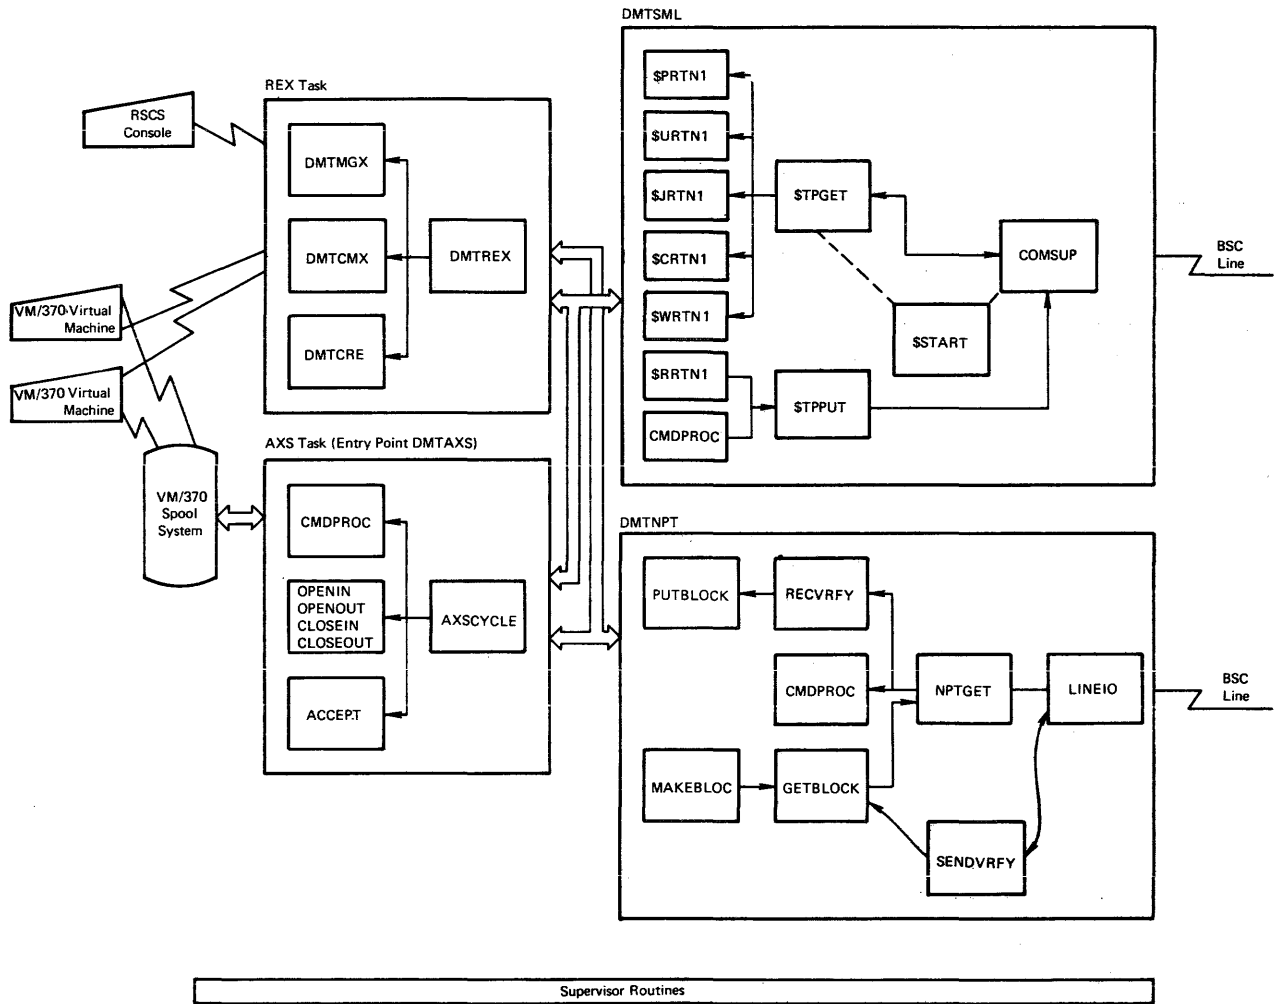 DMTSML
REX Task
RSCS
Console
DMTMGX
DMTCMX
DMTREX
DMTCRE
VM/370 Virtual
Machine
VM/370 Virtual
Machine
$PRTN1
$URTN1
$JRTN1
$CRTN1
$WRTN1
$RRTN1
CMDPROC
$TPGET
COMSUP
$START
$TPPUT
BSC
Line
AXS Task (Entry Point DMTAXS)
VM/370
Spool
System
CMDPROC
OPENIN
OPENOUT
CLOSEIN
CLOSEOUT
AXSCYCLE
ACCEPT
DMTNPT
PUTBLOCK
RECVRFY
CMDPROC
NPTGET
LINEIO
MAKEBLOC
GETBLOCK
SENDVRFY
BSC
Line
Supervisor Routines